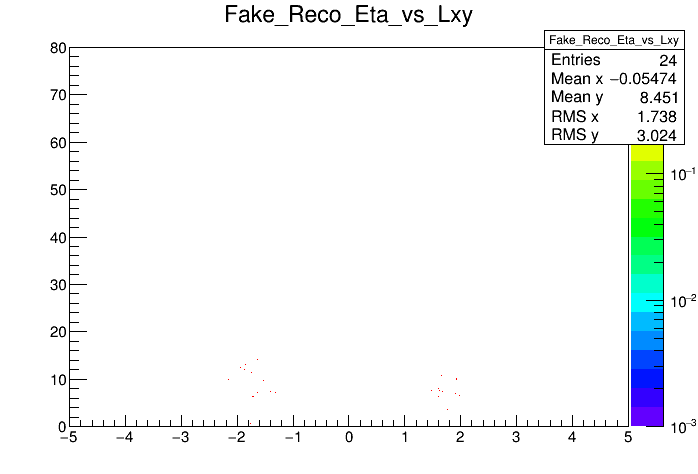 Fake_Reco_Eta_vs_Lxy
Fake_Reco_Eta_vs_Lxy
Entries 24
Mean x −0.05474
Mean y 8.451
RMS x 1.738
RMS y 3.024
80
70
60
50
40
30
20
10
0
−5 −4 −3 −2 −1 0 1 2 3 4 5
10−1
10−2
10−3